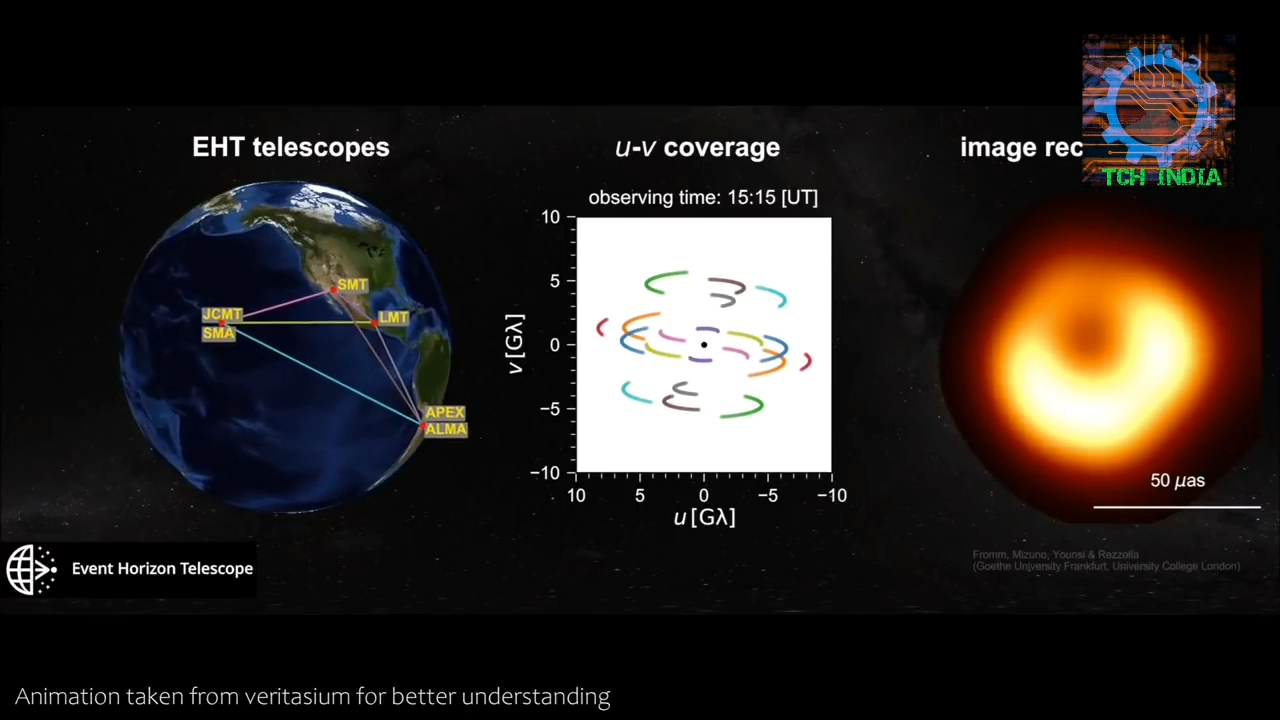 EHT telescopes
u-v coverage
image rec
TCH INDIA
observing time: 15:15 [UT]
10
5
0
−5
−10
v [Gλ]
10
5
0
−5
−10
u [Gλ]
SMT
JCMT
SMA
LMT
APEX
ALMA
50 μas
Fromm, Mizuno, Younsi & Rezzolla
(Goethe University Frankfurt, University College London)
Event Horizon Telescope
Animation taken from veritasium for better understanding